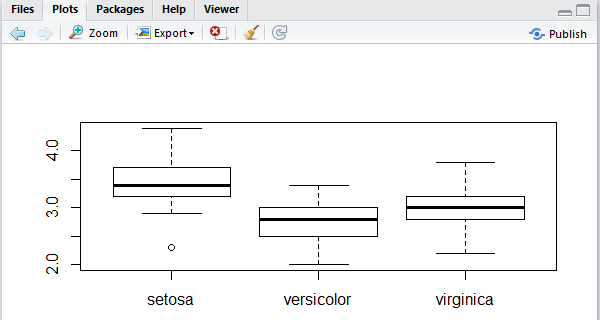 Files Plots Packages Help Viewer
Zoom Export Publish
4.0
3.0
2.0
setosa versicolor virginica